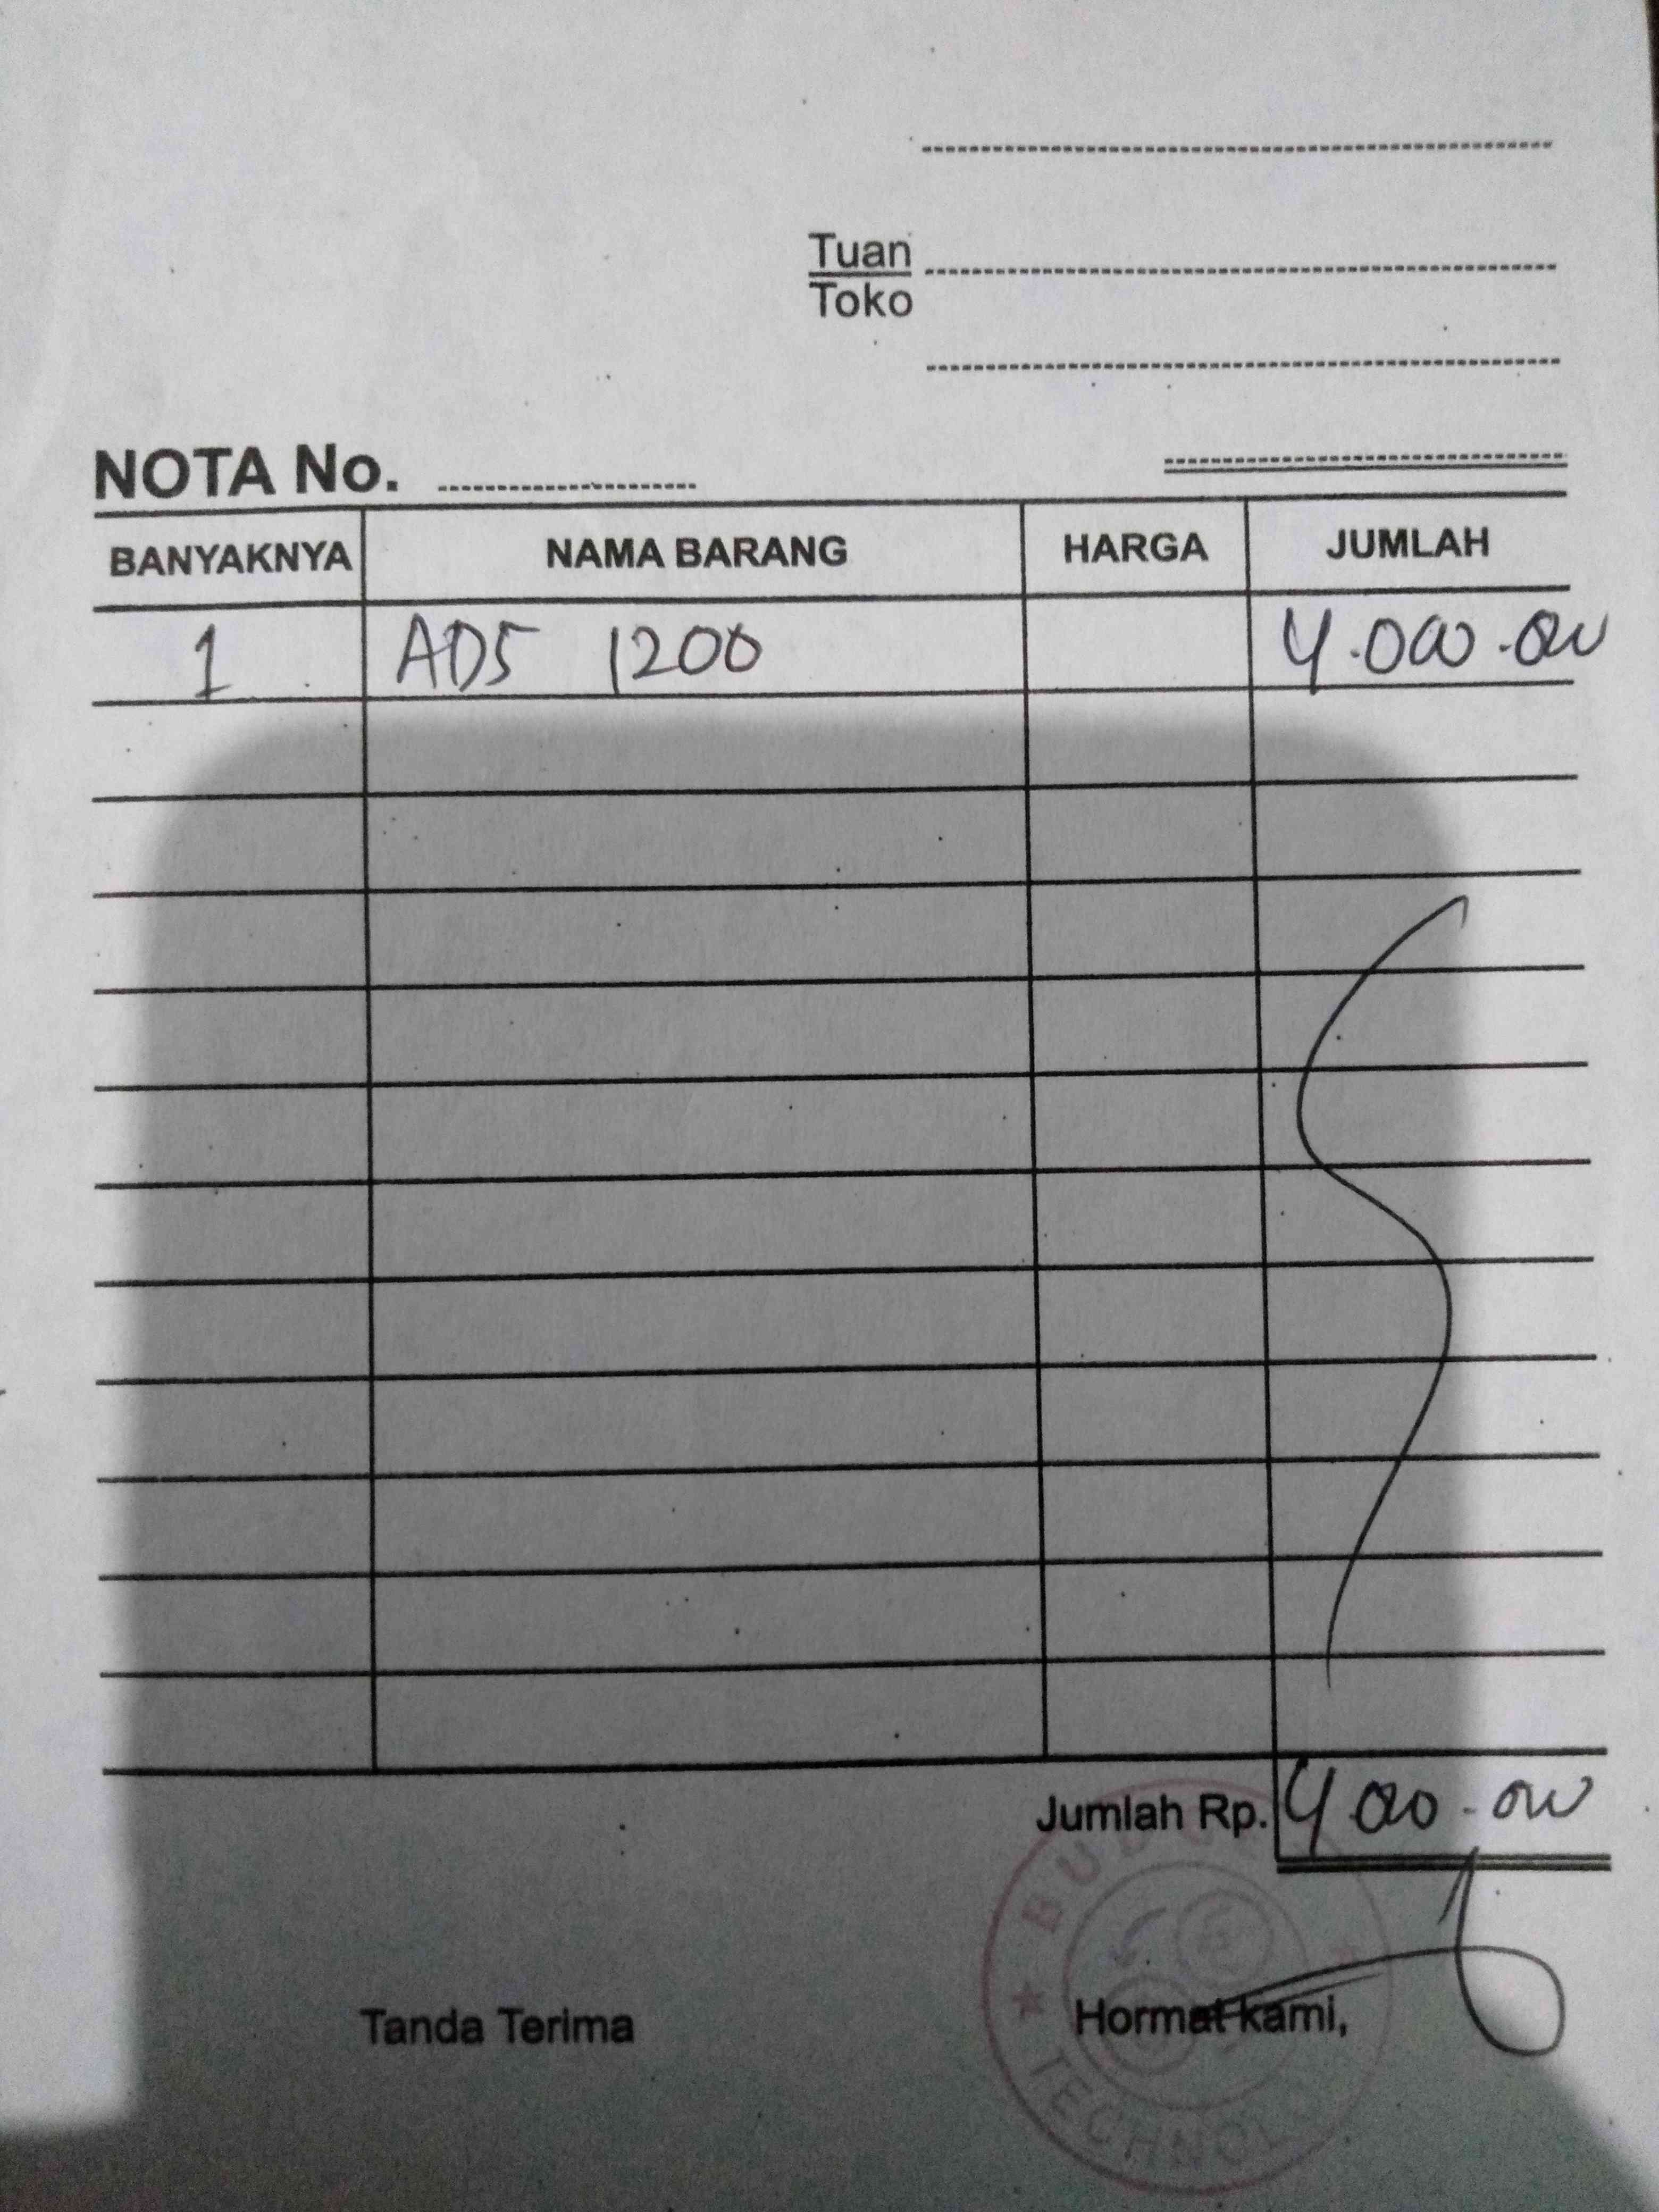 Tuan
Toko
NOTA No.
BANYAKNYA NAMA BARANG HARGA JUMLAH
1 ADS 1200 4.000.000
Jumlah Rp. 4.000.000
Tanda Terima Hormat kami,